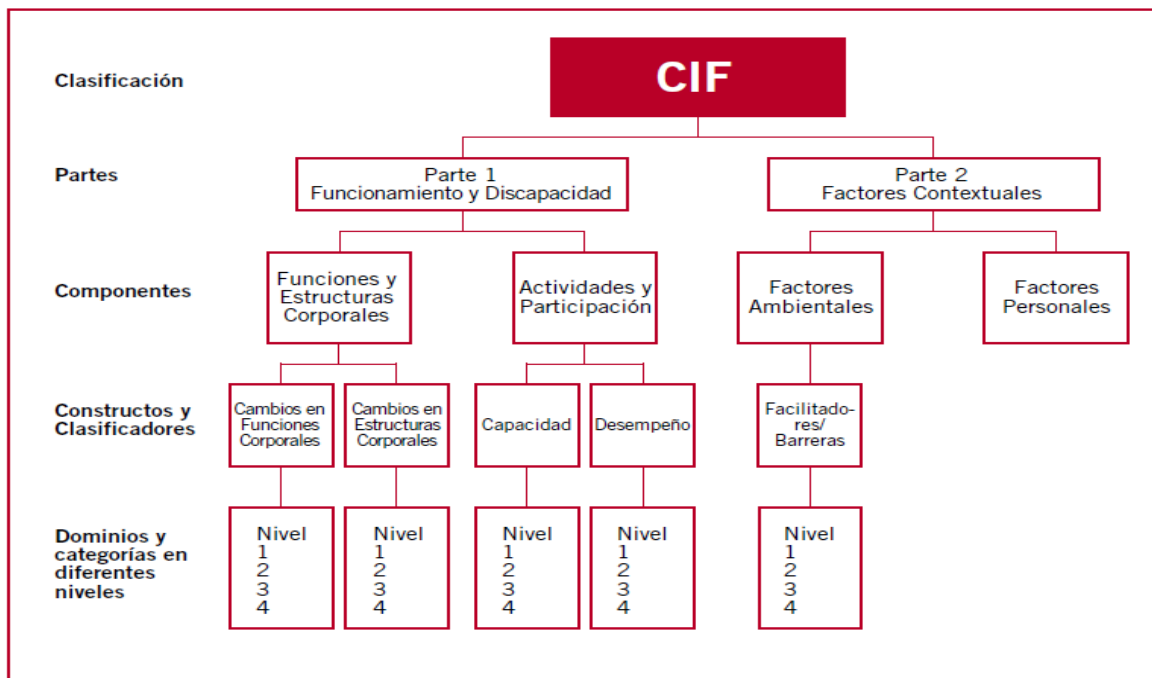 Clasificación
CIF
Partes
Parte 1
Funcionamiento y Discapacidad
Parte 2
Factores Contextuales
Componentes
Funciones y
Estructuras
Corporales
Actividades y
Participación
Factores
Ambientales
Factores
Personales
Constructos y
Clasificadores
Cambios en
Funciones
Corporales
Cambios en
Estructuras
Corporales
Capacidad
Desempeño
Facilitado-
res/
Barreras
Dominios y
categorías en
diferentes
niveles
Nivel
1
2
3
4
Nivel
1
2
3
4
Nivel
1
2
3
4
Nivel
1
2
3
4
Nivel
1
2
3
4